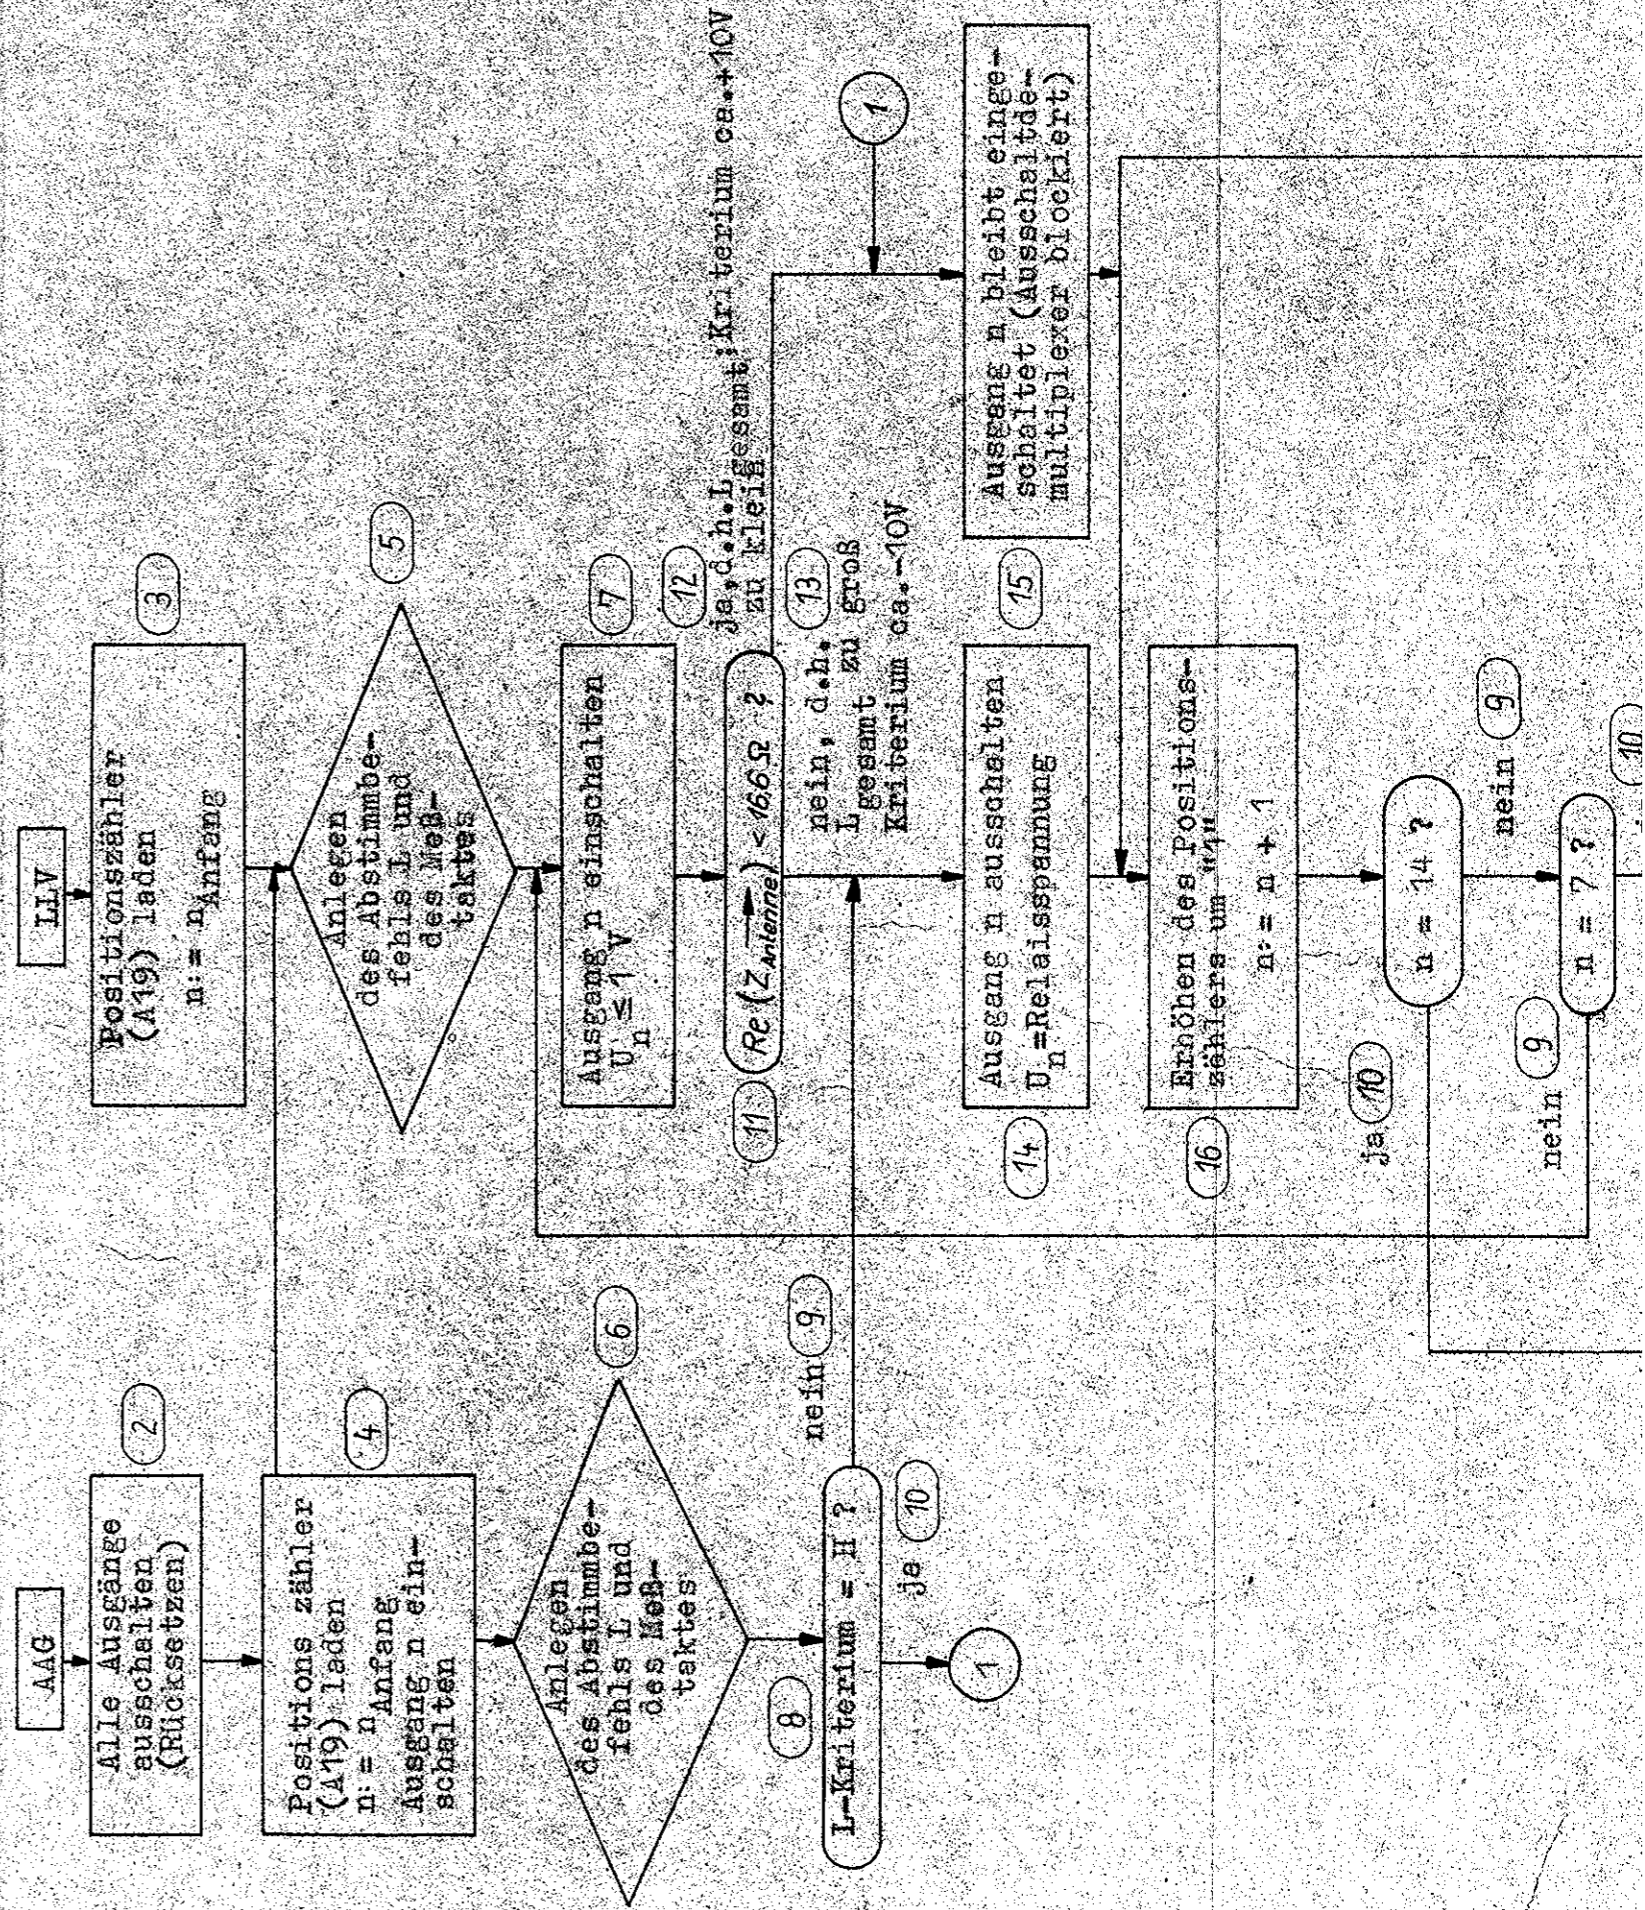 AAG
Alle Ausgänge
ausschalten
(Rücksetzen)
2
Positions zähler
(A19) laden
n:= n Anfang
Ausgang n ein-
schalten
4
Anlegen
des Abstimmbe-
fehls L und
des Meß-
taktes
6
8
L-Kriterium = H ?
nein 9
ja 10
1
LLV
Positionszähler
(A19) laden
n:= n Anfang
3
Anlegen
des Abstimmbe-
fehls L und
des Meß-
taktes
5
Ausgang n einschalten
Un ≤ 1 V
7
11
Re(Z Antenne) < 16,6Ω ?
12
ja,d.h.L gesamt;Kriterium ca.+10V
zu klein
13
nein, d.h.
L gesamt zu groß
Kriterium ca.-10V
1
14
Ausgang n ausschalten
Un=Relaisspannung
15
Ausgang n bleibt einge-
schaltet (Ausschaltde-
multiplexer blockiert)
16
Erhöhen des Positions-
zählers um "1"
n:= n + 1
n = 14 ?
ja 10
nein 9
n = 7 ?
nein 9
10